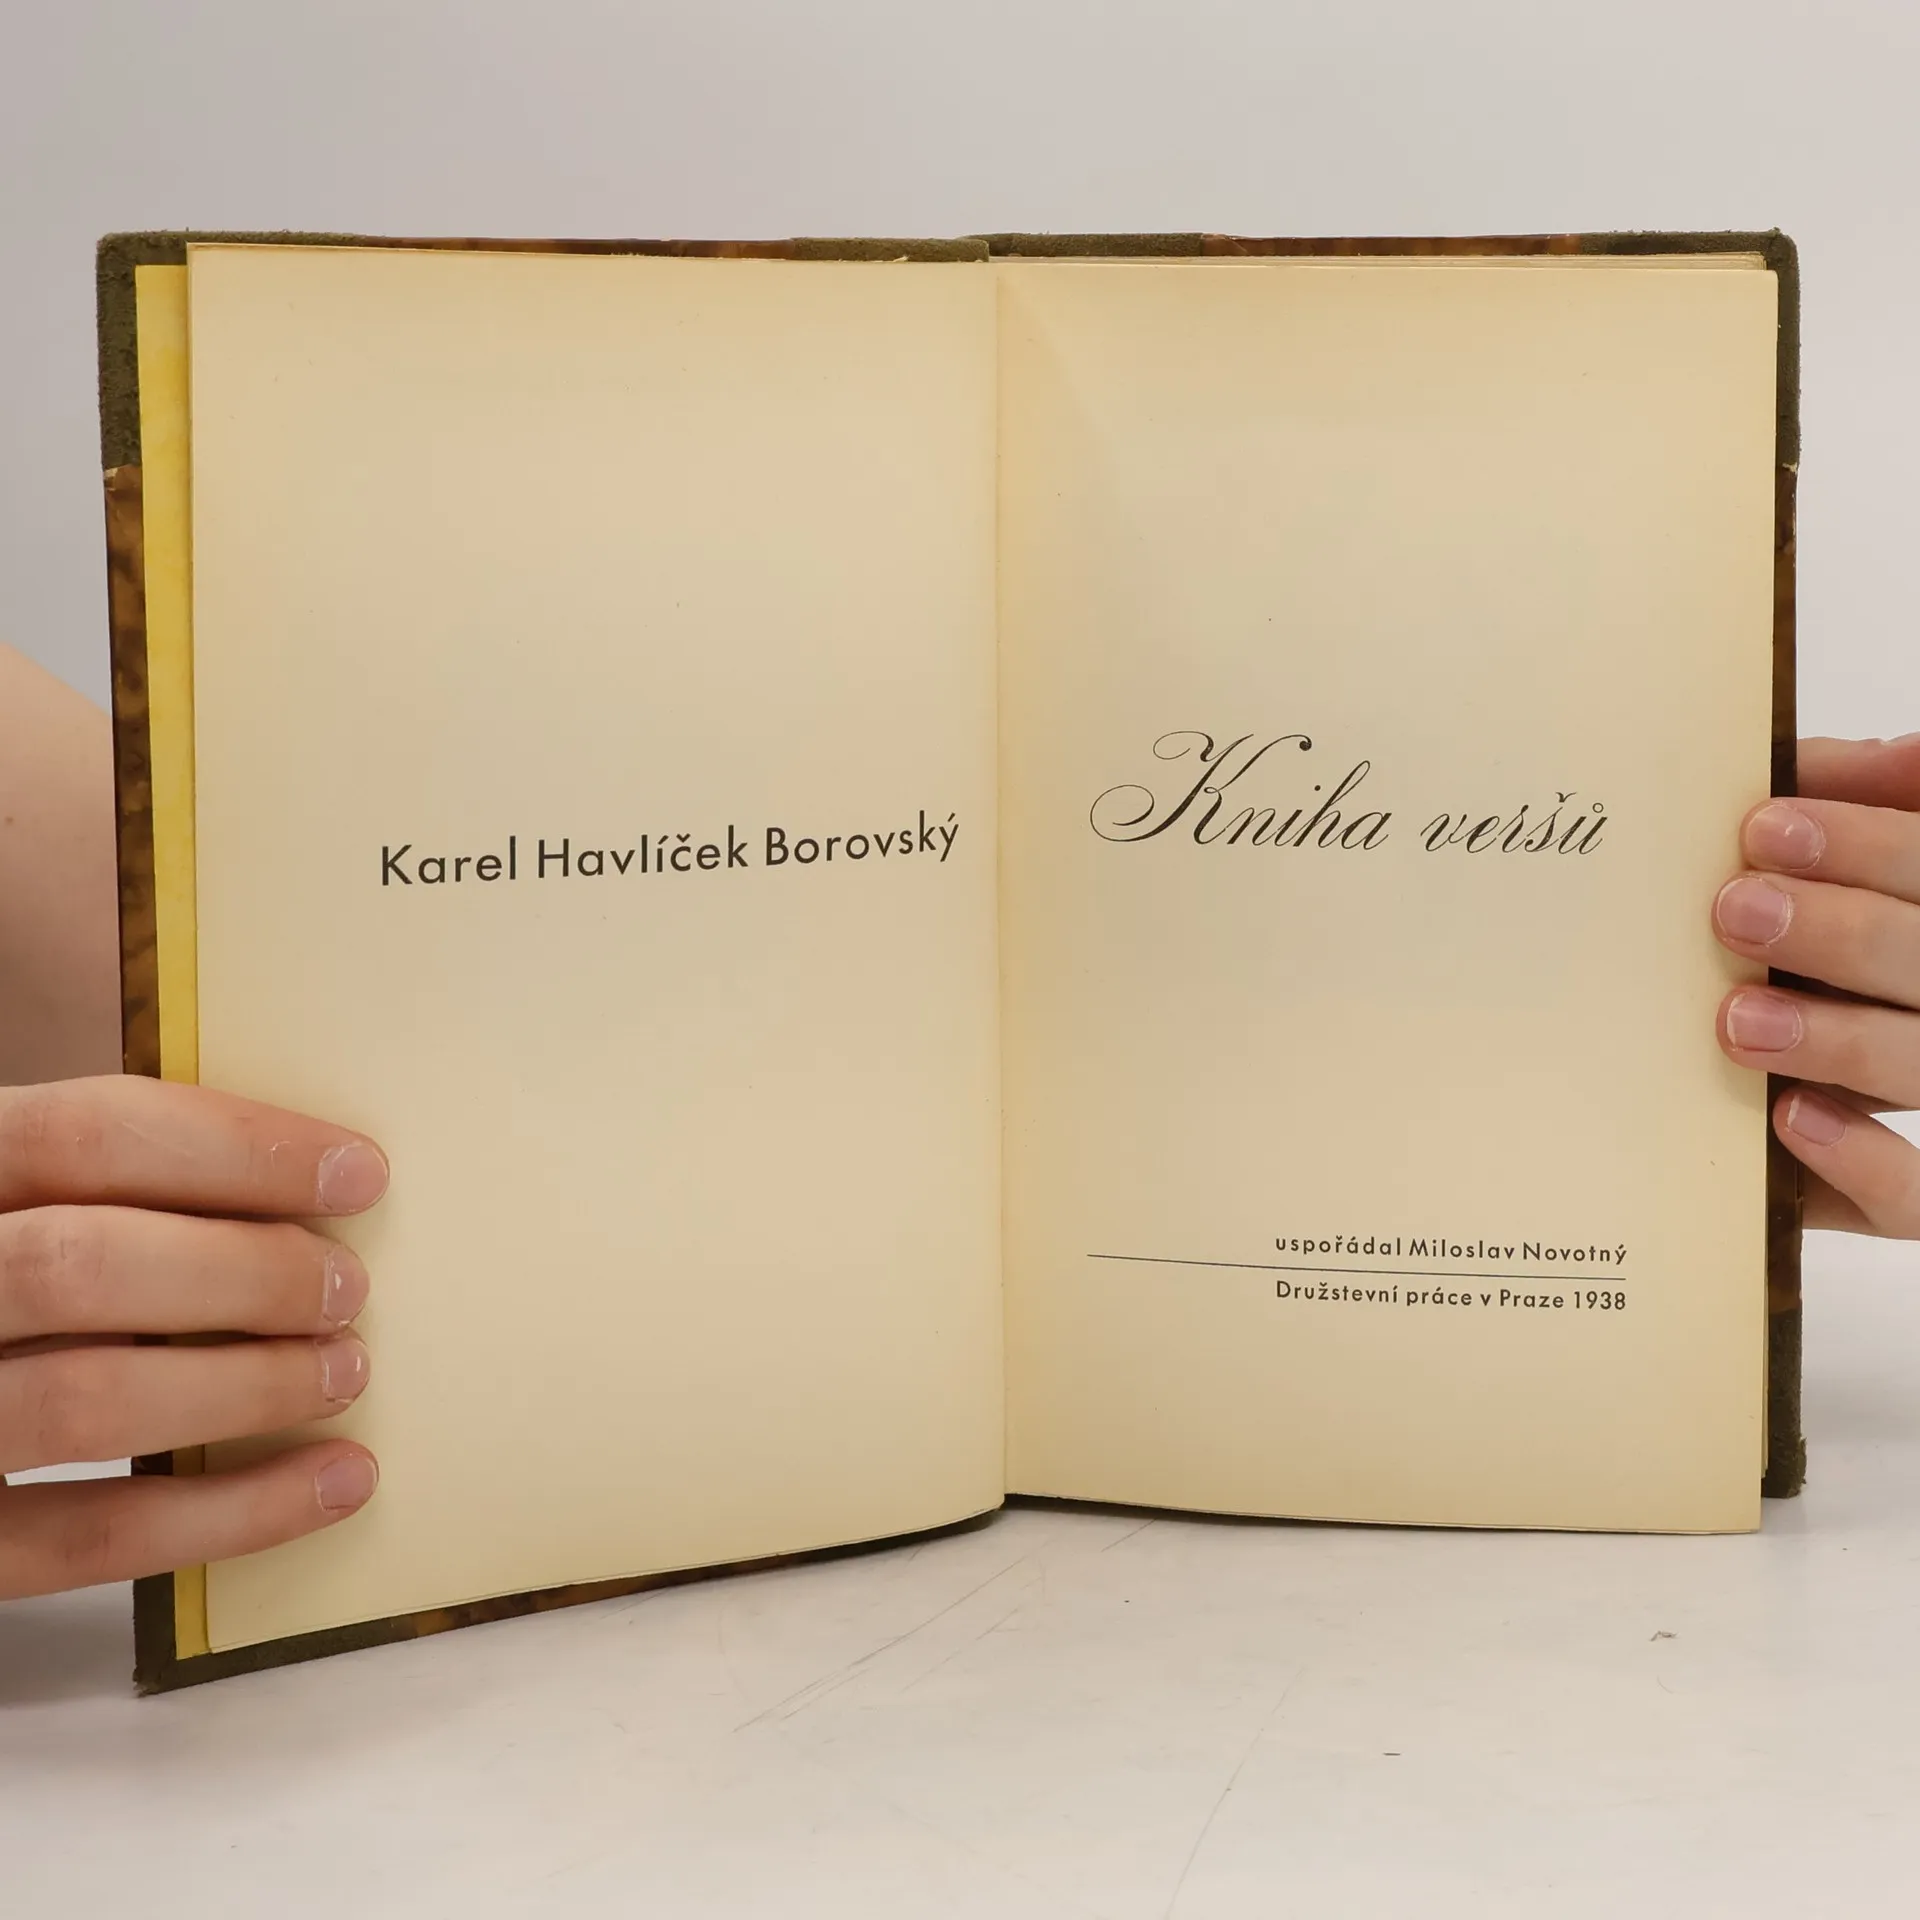 Karel Havlíček Borovský
Kniha veršů
uspořádal Miloslav Novotný
Družstevní práce v Praze 1938